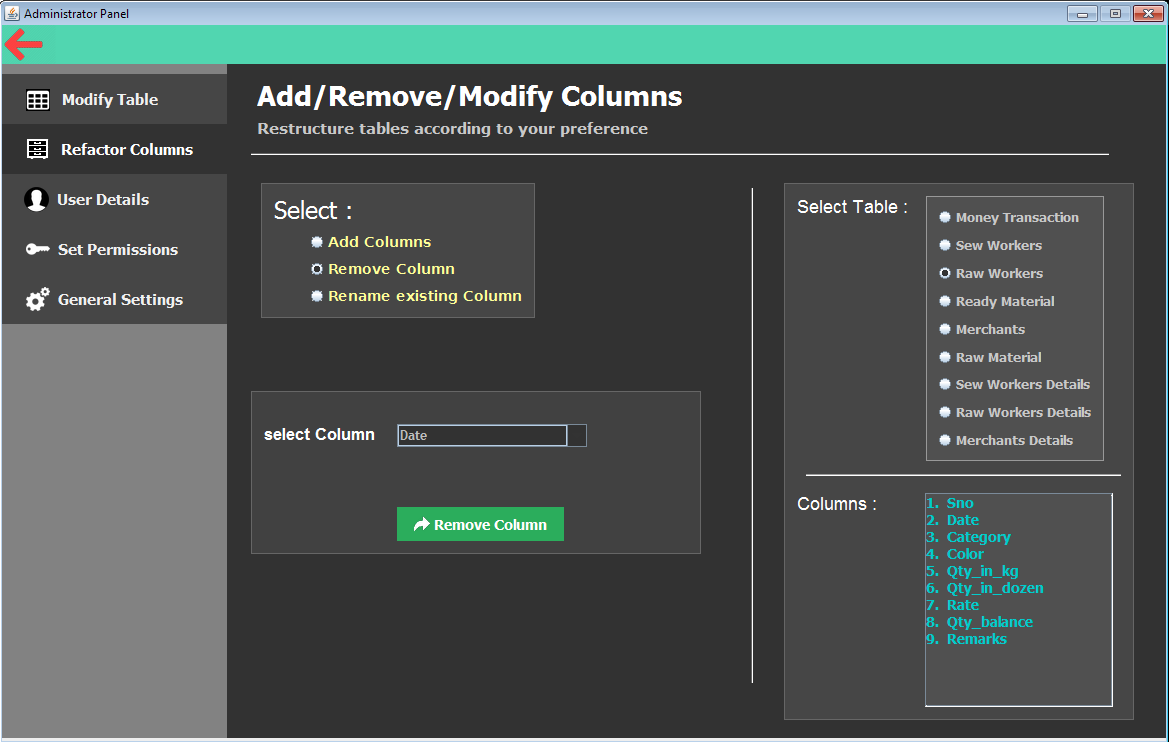 Administrator Panel
Modify Table
Refactor Columns
User Details
Set Permissions
General Settings
Add/Remove/Modify Columns
Restructure tables according to your preference
Select :
Add Columns
Remove Column
Rename existing Column
select Column
Date
Remove Column
Select Table :
Money Transaction
Sew Workers
Raw Workers
Ready Material
Merchants
Raw Material
Sew Workers Details
Raw Workers Details
Merchants Details
Columns :
1. Sno
2. Date
3. Category
4. Color
5. Qty_in_kg
6. Qty_in_dozen
7. Rate
8. Qty_balance
9. Remarks